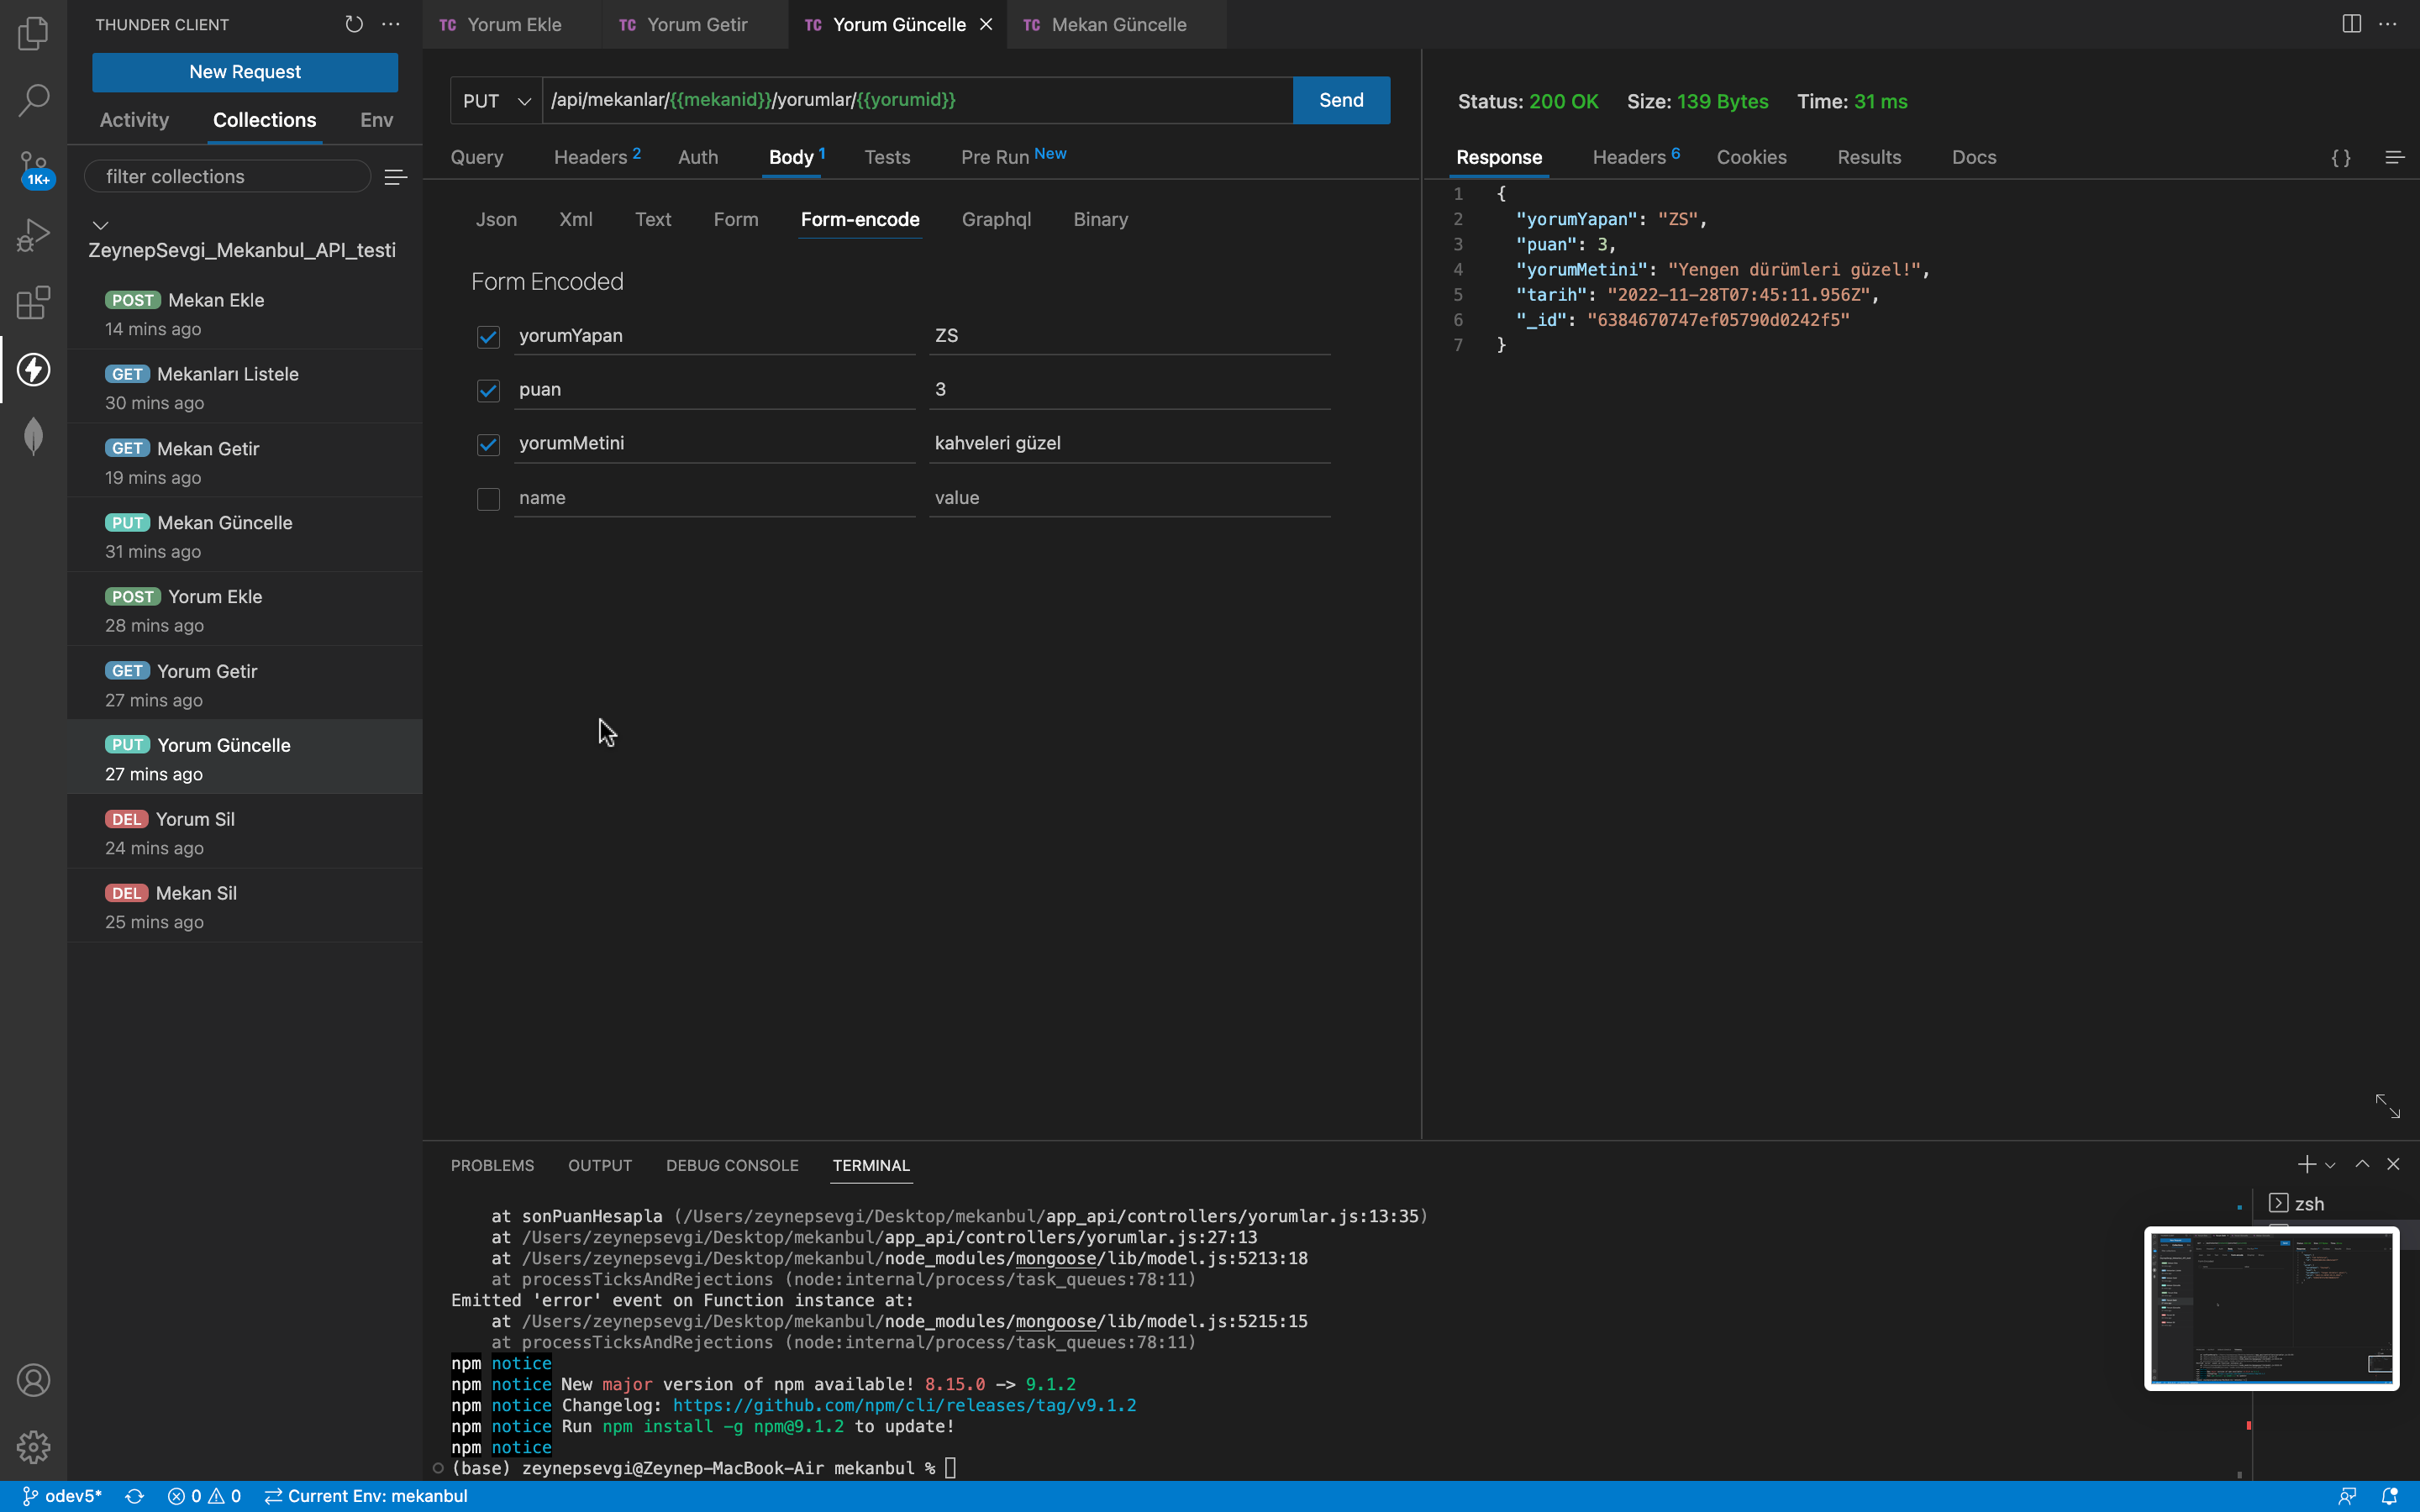 THUNDER CLIENT
New Request
Activity Collections Env
filter collections
ZeynepSevgi_Mekanbul_API_testi
POST Mekan Ekle
14 mins ago
GET Mekanları Listele
30 mins ago
GET Mekan Getir
19 mins ago
PUT Mekan Güncelle
31 mins ago
POST Yorum Ekle
28 mins ago
GET Yorum Getir
27 mins ago
PUT Yorum Güncelle
27 mins ago
DEL Yorum Sil
24 mins ago
DEL Mekan Sil
25 mins ago
1K+
TC Yorum Ekle TC Yorum Getir TC Yorum Güncelle TC Mekan Güncelle
PUT /api/mekanlar/{{mekanid}}/yorumlar/{{yorumid}} Send
Query Headers 2 Auth Body 1 Tests Pre Run New
Json Xml Text Form Form-encode Graphql Binary
Form Encoded
yorumYapan ZS
puan 3
yorumMetini kahveleri güzel
name value
Status: 200 OK Size: 139 Bytes Time: 31 ms
Response Headers 6 Cookies Results Docs { }
1 {
2 "yorumYapan": "ZS",
3 "puan": 3,
4 "yorumMetini": "Yengen dürümleri güzel!",
5 "tarih": "2022-11-28T07:45:11.956Z",
6 "_id": "6384670747ef05790d0242f5"
7 }
PROBLEMS OUTPUT DEBUG CONSOLE TERMINAL
at sonPuanHesapla (/Users/zeynepsevgi/Desktop/mekanbul/app_api/controllers/yorumlar.js:13:35)
at /Users/zeynepsevgi/Desktop/mekanbul/app_api/controllers/yorumlar.js:27:13
at /Users/zeynepsevgi/Desktop/mekanbul/node_modules/mongoose/lib/model.js:5213:18
at processTicksAndRejections (node:internal/process/task_queues:78:11)
Emitted 'error' event on Function instance at:
at /Users/zeynepsevgi/Desktop/mekanbul/node_modules/mongoose/lib/model.js:5215:15
at processTicksAndRejections (node:internal/process/task_queues:78:11)
npm notice
npm notice New major version of npm available! 8.15.0 -> 9.1.2
npm notice Changelog: https://github.com/npm/cli/releases/tag/v9.1.2
npm notice Run npm install -g npm@9.1.2 to update!
npm notice
(base) zeynepsevgi@Zeynep-MacBook-Air mekanbul %
zsh
odev5* 0 0 Current Env: mekanbul